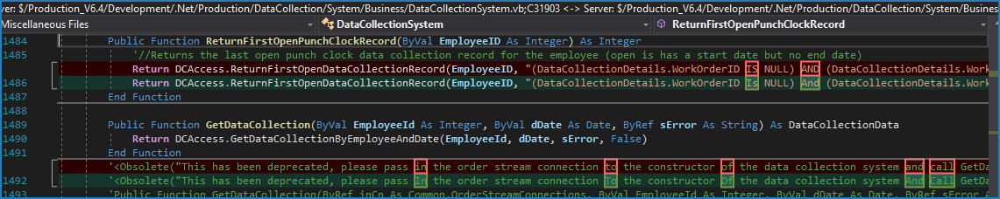 ver: $/Production_V6.4/Development/.Net/Production/DataCollection/System/Business/DataCollectionSystem.vb;C31903 <-> Server: $/Production_V6.4/Development/.Net/Production/DataCollection/System/Busines
Miscellaneous Files DataCollectionSystem ReturnFirstOpenPunchClockRecord
1484 Public Function ReturnFirstOpenPunchClockRecord(ByVal EmployeeID As Integer) As Integer
1485 '//Returns the last open punch clock data collection record for the employee (open is has a start date but no end date)
Return DCAccess.ReturnFirstOpenDataCollectionRecord(EmployeeID, "(DataCollectionDetails.WorkOrderID IS NULL) AND (DataCollectionDetails.Work
1486 Return DCAccess.ReturnFirstOpenDataCollectionRecord(EmployeeID, "(DataCollectionDetails.WorkOrderID Is NULL) And (DataCollectionDetails.Work
1487 End Function
1488
1489 Public Function GetDataCollection(ByVal EmployeeId As Integer, ByVal dDate As Date, ByRef sError As String) As DataCollectionData
1490 Return DCAccess.GetDataCollectionByEmployeeAndDate(EmployeeId, dDate, sError, False)
1491 End Function
'<Obsolete("This has been deprecated, please pass in the order stream connection to the constructor of the data collection system and call GetDa
1492 '<Obsolete("This has been deprecated, please pass In the order stream connection To the constructor Of the data collection system And Call GetDa
1493 'Public Function GetDataCollection(ByRef inCn As Common.OrderStreamConnections, ByVal EmployeeId As Integer, ByVal dDate As Date, ByRef sError A